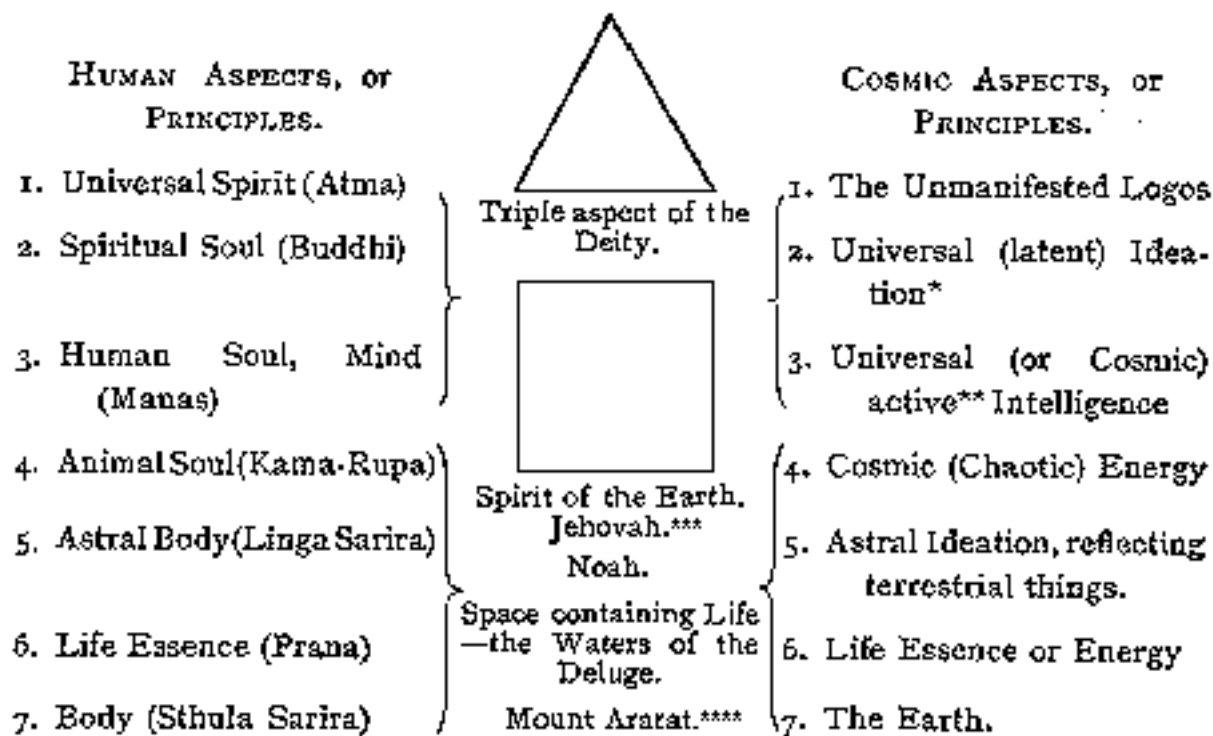 HUMAN ASPECTS, or
PRINCIPLES.
1. Universal Spirit (Atma)
2. Spiritual Soul (Buddhi)
3. Human Soul, Mind
(Manas)
4. Animal Soul (Kama-Rupa)
5. Astral Body (Linga Sarira)
6. Life Essence (Prana)
7. Body (Sthula Sarira)
Triple aspect of the
Deity.
Spirit of the Earth.
Jehovah.***
Noah.
Space containing Life
—the Waters of the
Deluge.
Mount Ararat.****
COSMIC ASPECTS, or
PRINCIPLES.
1. The Unmanifested Logos
2. Universal (latent) Idea-
tion*
3. Universal (or Cosmic)
active** Intelligence
4. Cosmic (Chaotic) Energy
5. Astral Ideation, reflecting
terrestrial things.
6. Life Essence or Energy
7. The Earth.